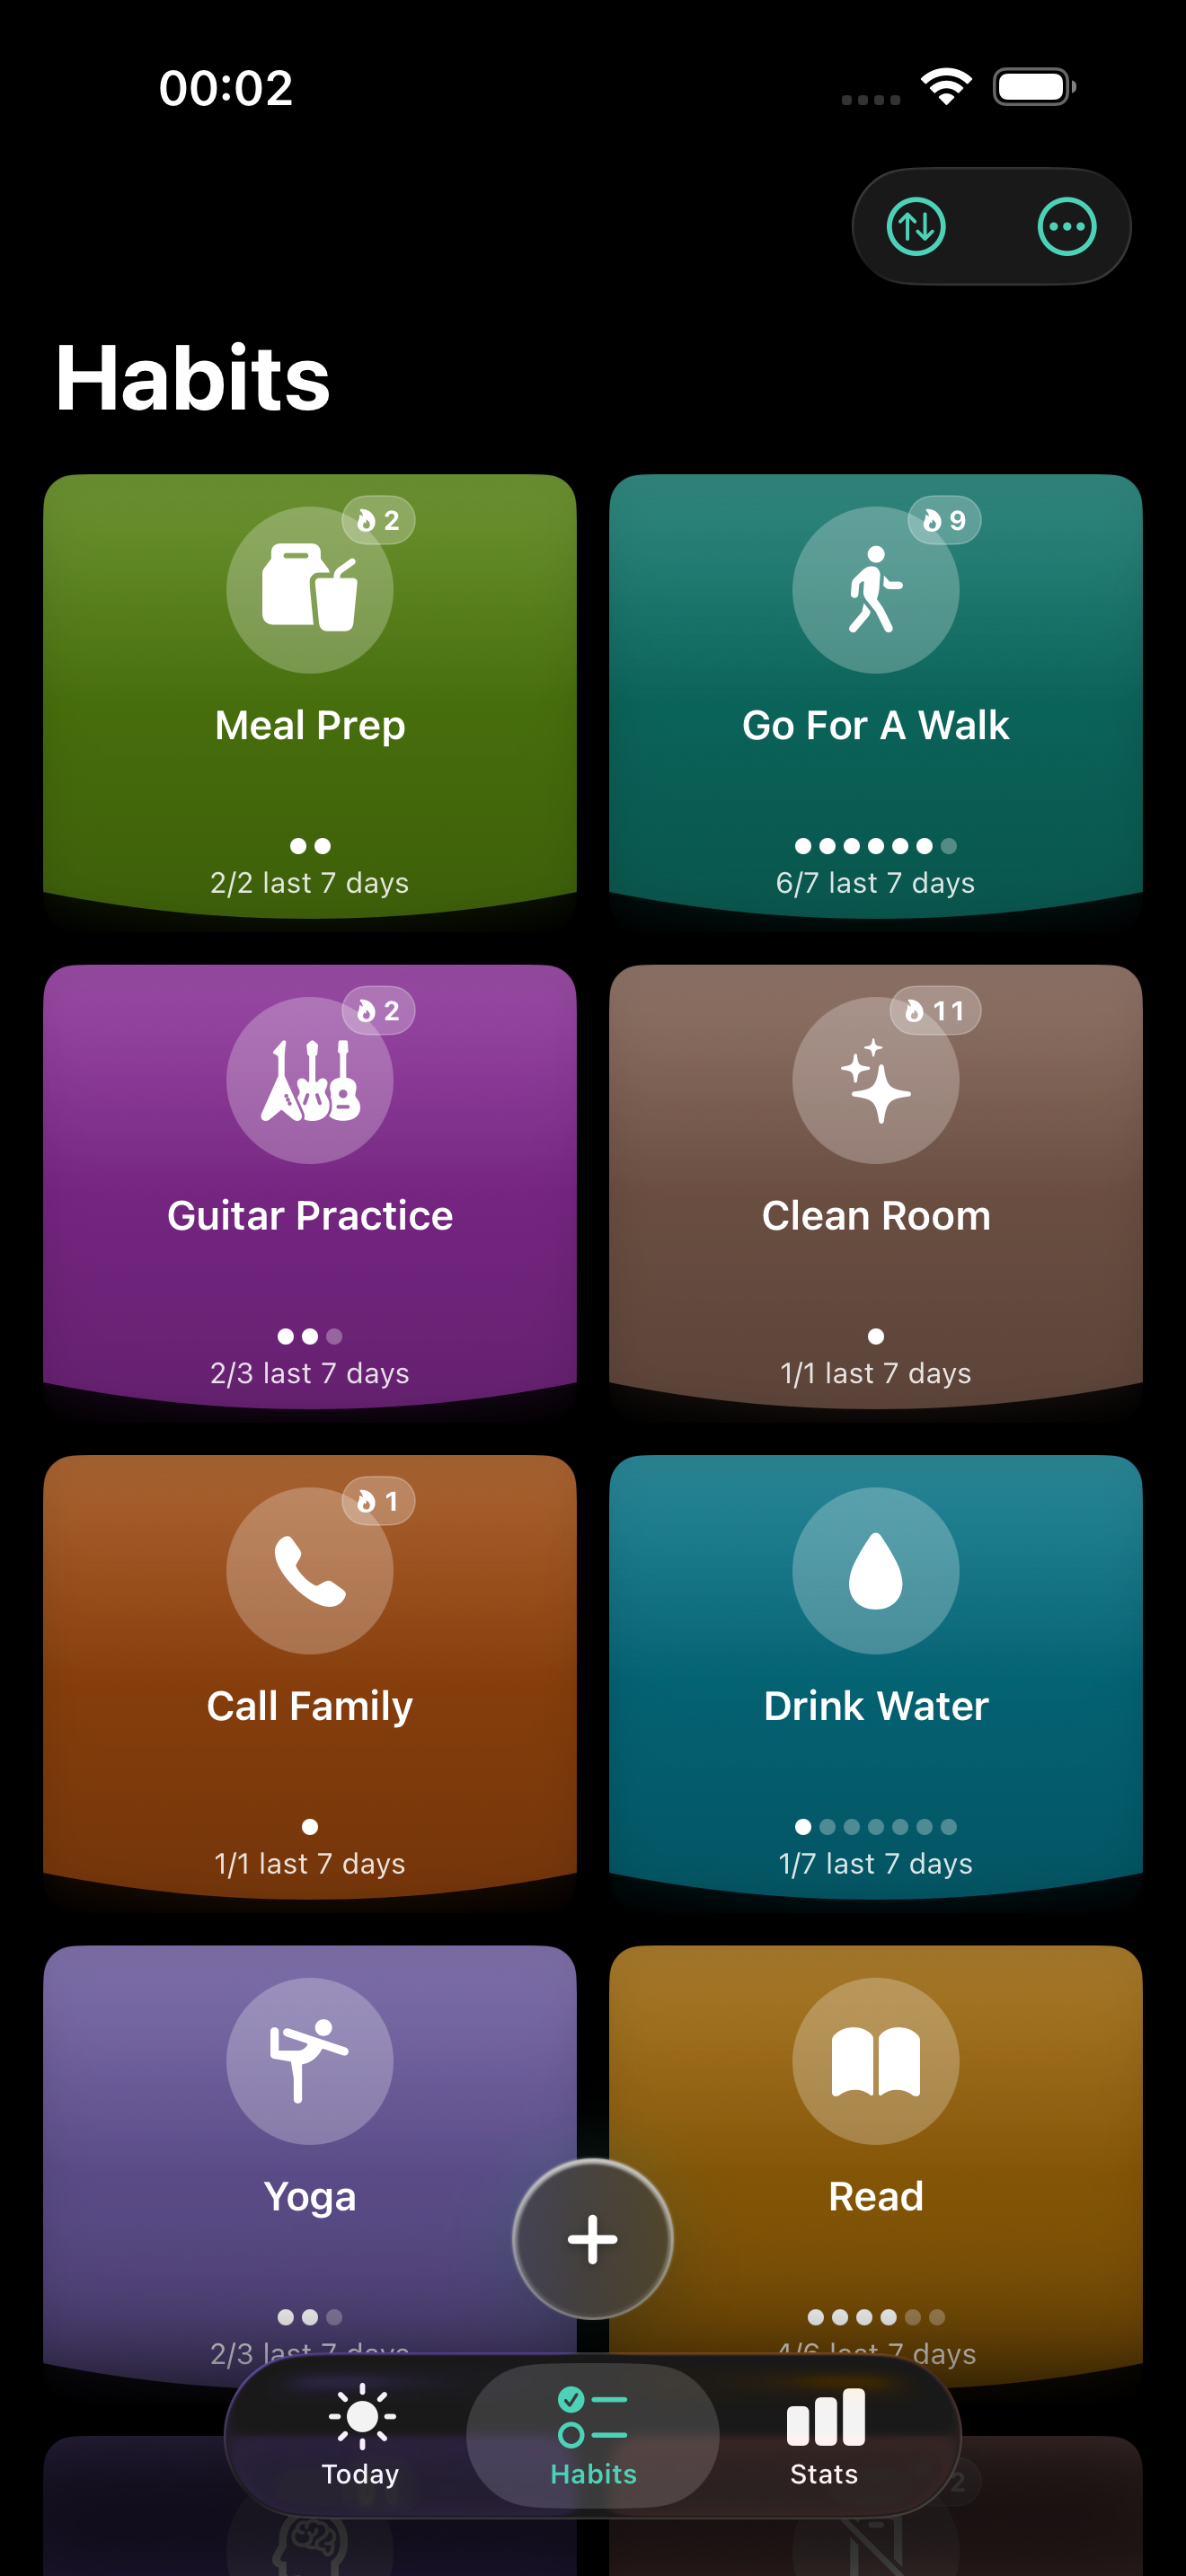 00:02
Habits
2
Meal Prep
2/2 last 7 days
9
Go For A Walk
6/7 last 7 days
2
Guitar Practice
2/3 last 7 days
11
Clean Room
1/1 last 7 days
1
Call Family
1/1 last 7 days
Drink Water
1/7 last 7 days
Yoga
2/3 last 7 days
Read
4/6 last 7 days
Today
Habits
Stats